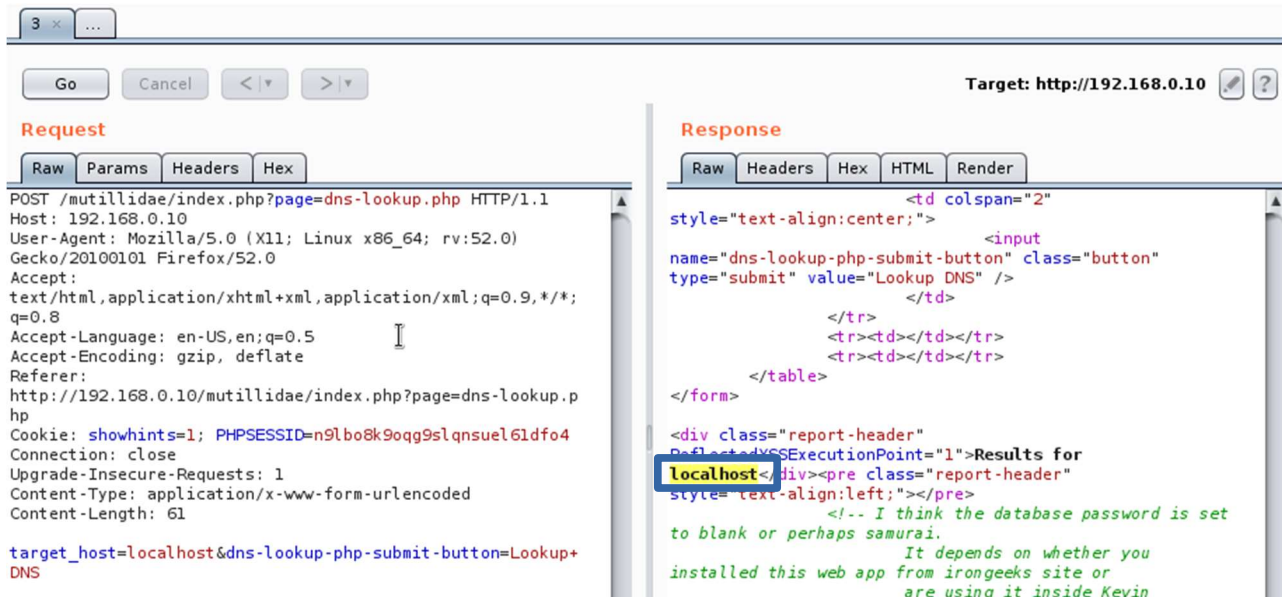 3 × ...
Go Cancel < > Target: http://192.168.0.10 ?
Request
Raw Params Headers Hex
POST /mutillidae/index.php?page=dns-lookup.php HTTP/1.1
Host: 192.168.0.10
User-Agent: Mozilla/5.0 (X11; Linux x86_64; rv:52.0)
Gecko/20100101 Firefox/52.0
Accept:
text/html,application/xhtml+xml,application/xml;q=0.9,*/*;
q=0.8
Accept-Language: en-US,en;q=0.5
Accept-Encoding: gzip, deflate
Referer:
http://192.168.0.10/mutillidae/index.php?page=dns-lookup.p
hp
Cookie: showhints=1; PHPSESSID=n9lbo8k9oqg9slqnsuel61dfo4
Connection: close
Upgrade-Insecure-Requests: 1
Content-Type: application/x-www-form-urlencoded
Content-Length: 61
target_host=localhost&dns-lookup-php-submit-button=Lookup+
DNS
Response
Raw Headers Hex HTML Render
<td colspan="2"
style="text-align:center;">
<input
name="dns-lookup-php-submit-button" class="button"
type="submit" value="Lookup DNS" />
</td>
</tr>
<tr><td></td></tr>
<tr><td></td></tr>
</table>
</form>
<div class="report-header"
ReflectedXSSExecutionPoint="1">Results for
localhost</div><pre class="report-header"
style="text-align:left;"></pre>
<!-- I think the database password is set
to blank or perhaps samurai.
It depends on whether you
installed this web app from irongeeks site or
are using it inside Kevin